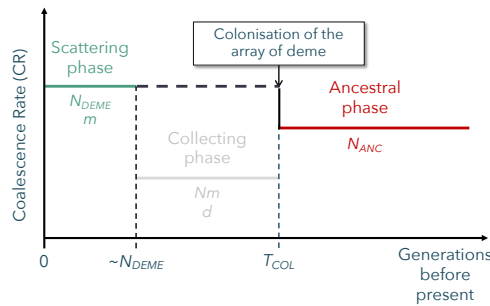 Colonisation of the
array of deme
Scattering
phase
Ancestral
phase
Coalescence Rate (CR)
N_DEME
m
Collecting
phase
N_ANC
Nm
d
0
~N_DEME
T_COL
Generations
before
present